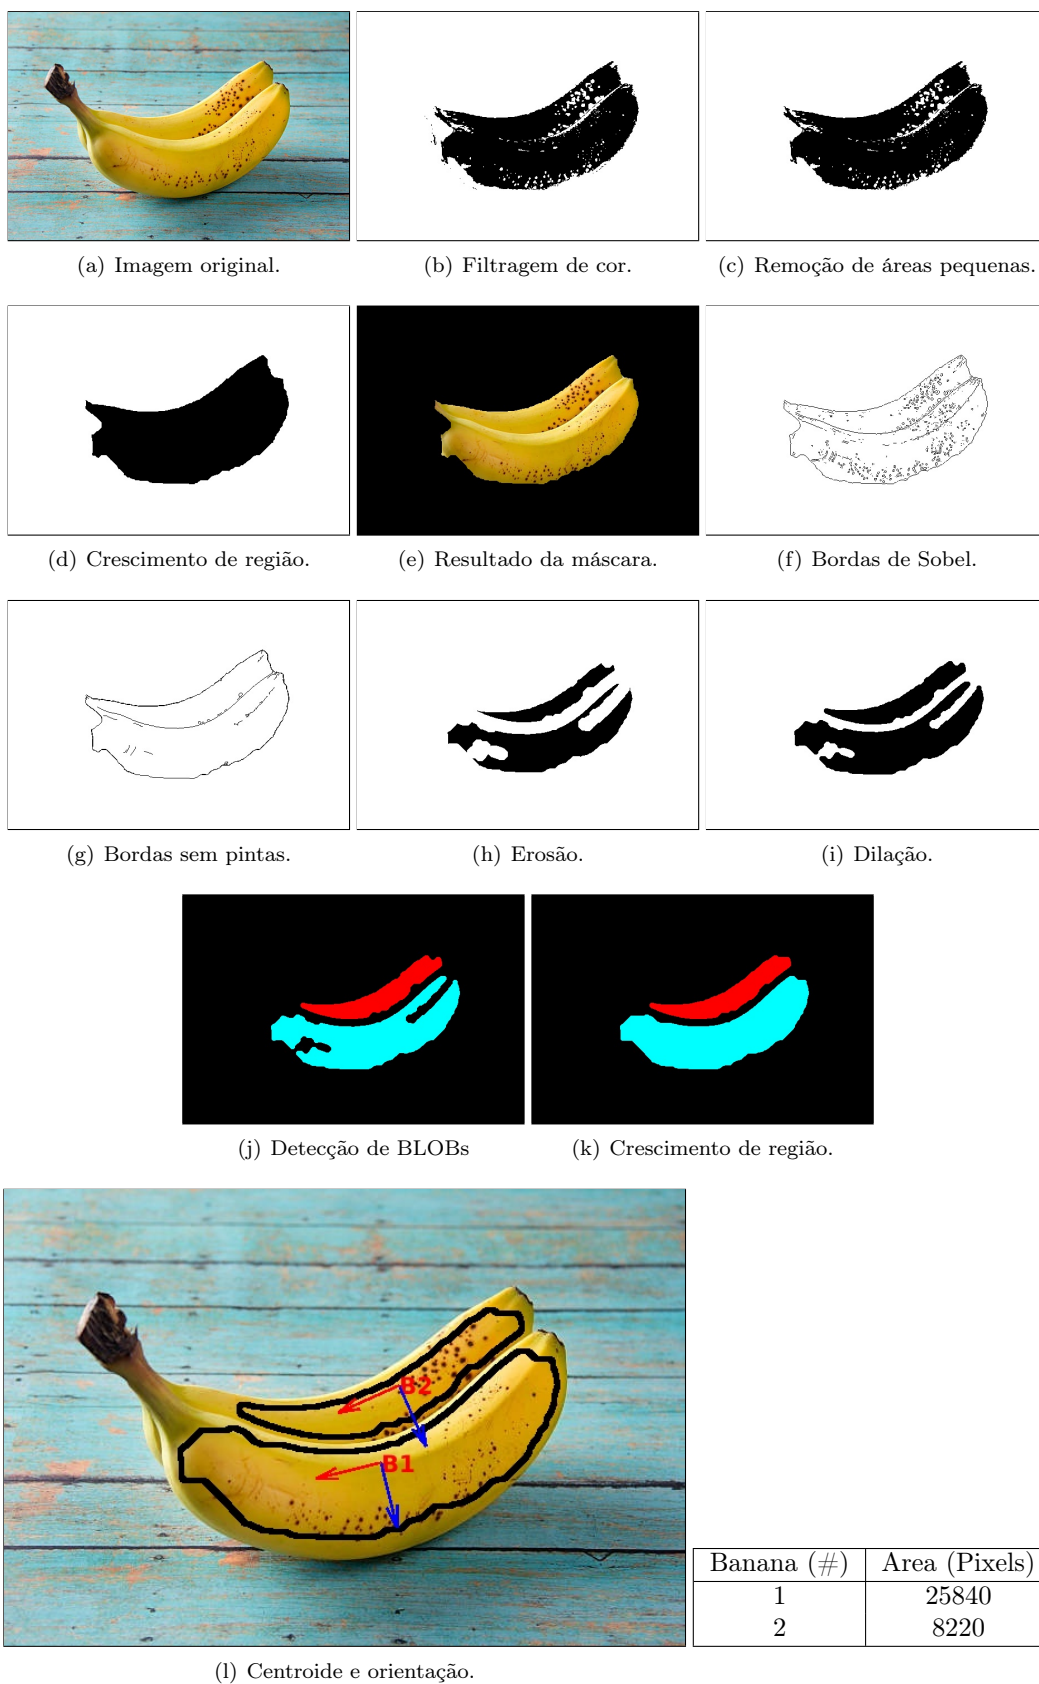 (a) Imagem original.
(b) Filtragem de cor.
(c) Remoção de áreas pequenas.
(d) Crescimento de região.
(e) Resultado da máscara.
(f) Bordas de Sobel.
(g) Bordas sem pintas.
(h) Erosão.
(i) Dilação.
(j) Detecção de BLOBs
(k) Crescimento de região.
B2
B1
Banana (#) Area (Pixels)
1 25840
2 8220
(l) Centroide e orientação.